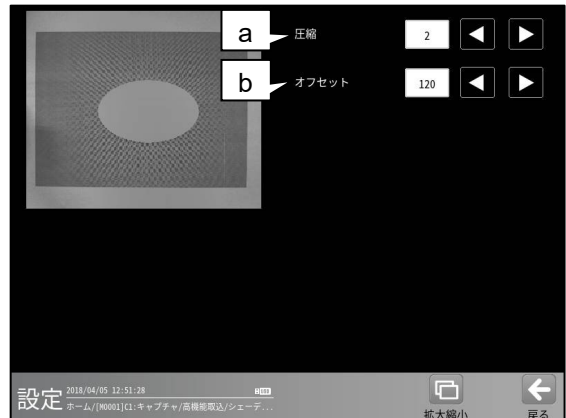 a 圧縮 2
b オフセット 120
設定 2018/04/05 12:51:28
ホーム/[M0001]C1:キャプチャ/高機能取込/シェーデ...
拡大縮小
戻る